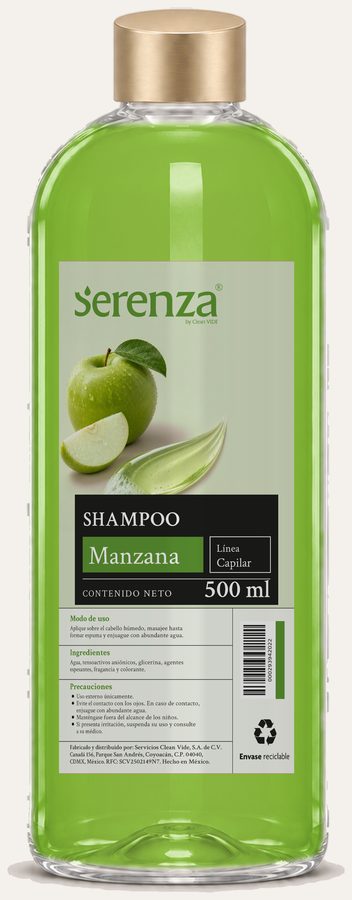 Serenza®
by Clean VIDE
SHAMPOO
Manzana
Línea
Capilar
CONTENIDO NETO
500 ml
Modo de uso
Aplique sobre el cabello húmedo, masajee hasta
formar espuma y enjuague con abundante agua.
Ingredientes
Agua, tensoactivos aniónicos, glicerina, agentes
espesantes, fragancia y colorante.
Precauciones
• Uso externo únicamente.
• Evite el contacto con los ojos. En caso de contacto,
enjuague con abundante agua.
• Manténgase fuera del alcance de los niños.
• Si presenta irritación, suspenda su uso y consulte
a su médico.
Fabricado y distribuido por: Servicios Clean Vide, S.A. de C.V.
Canadá 156, Parque San Andrés, Coyoacán, C.P. 04040,
CDMX, México. RFC: SCV2502149N7. Hecho en México.
000293942022
Envase reciclable